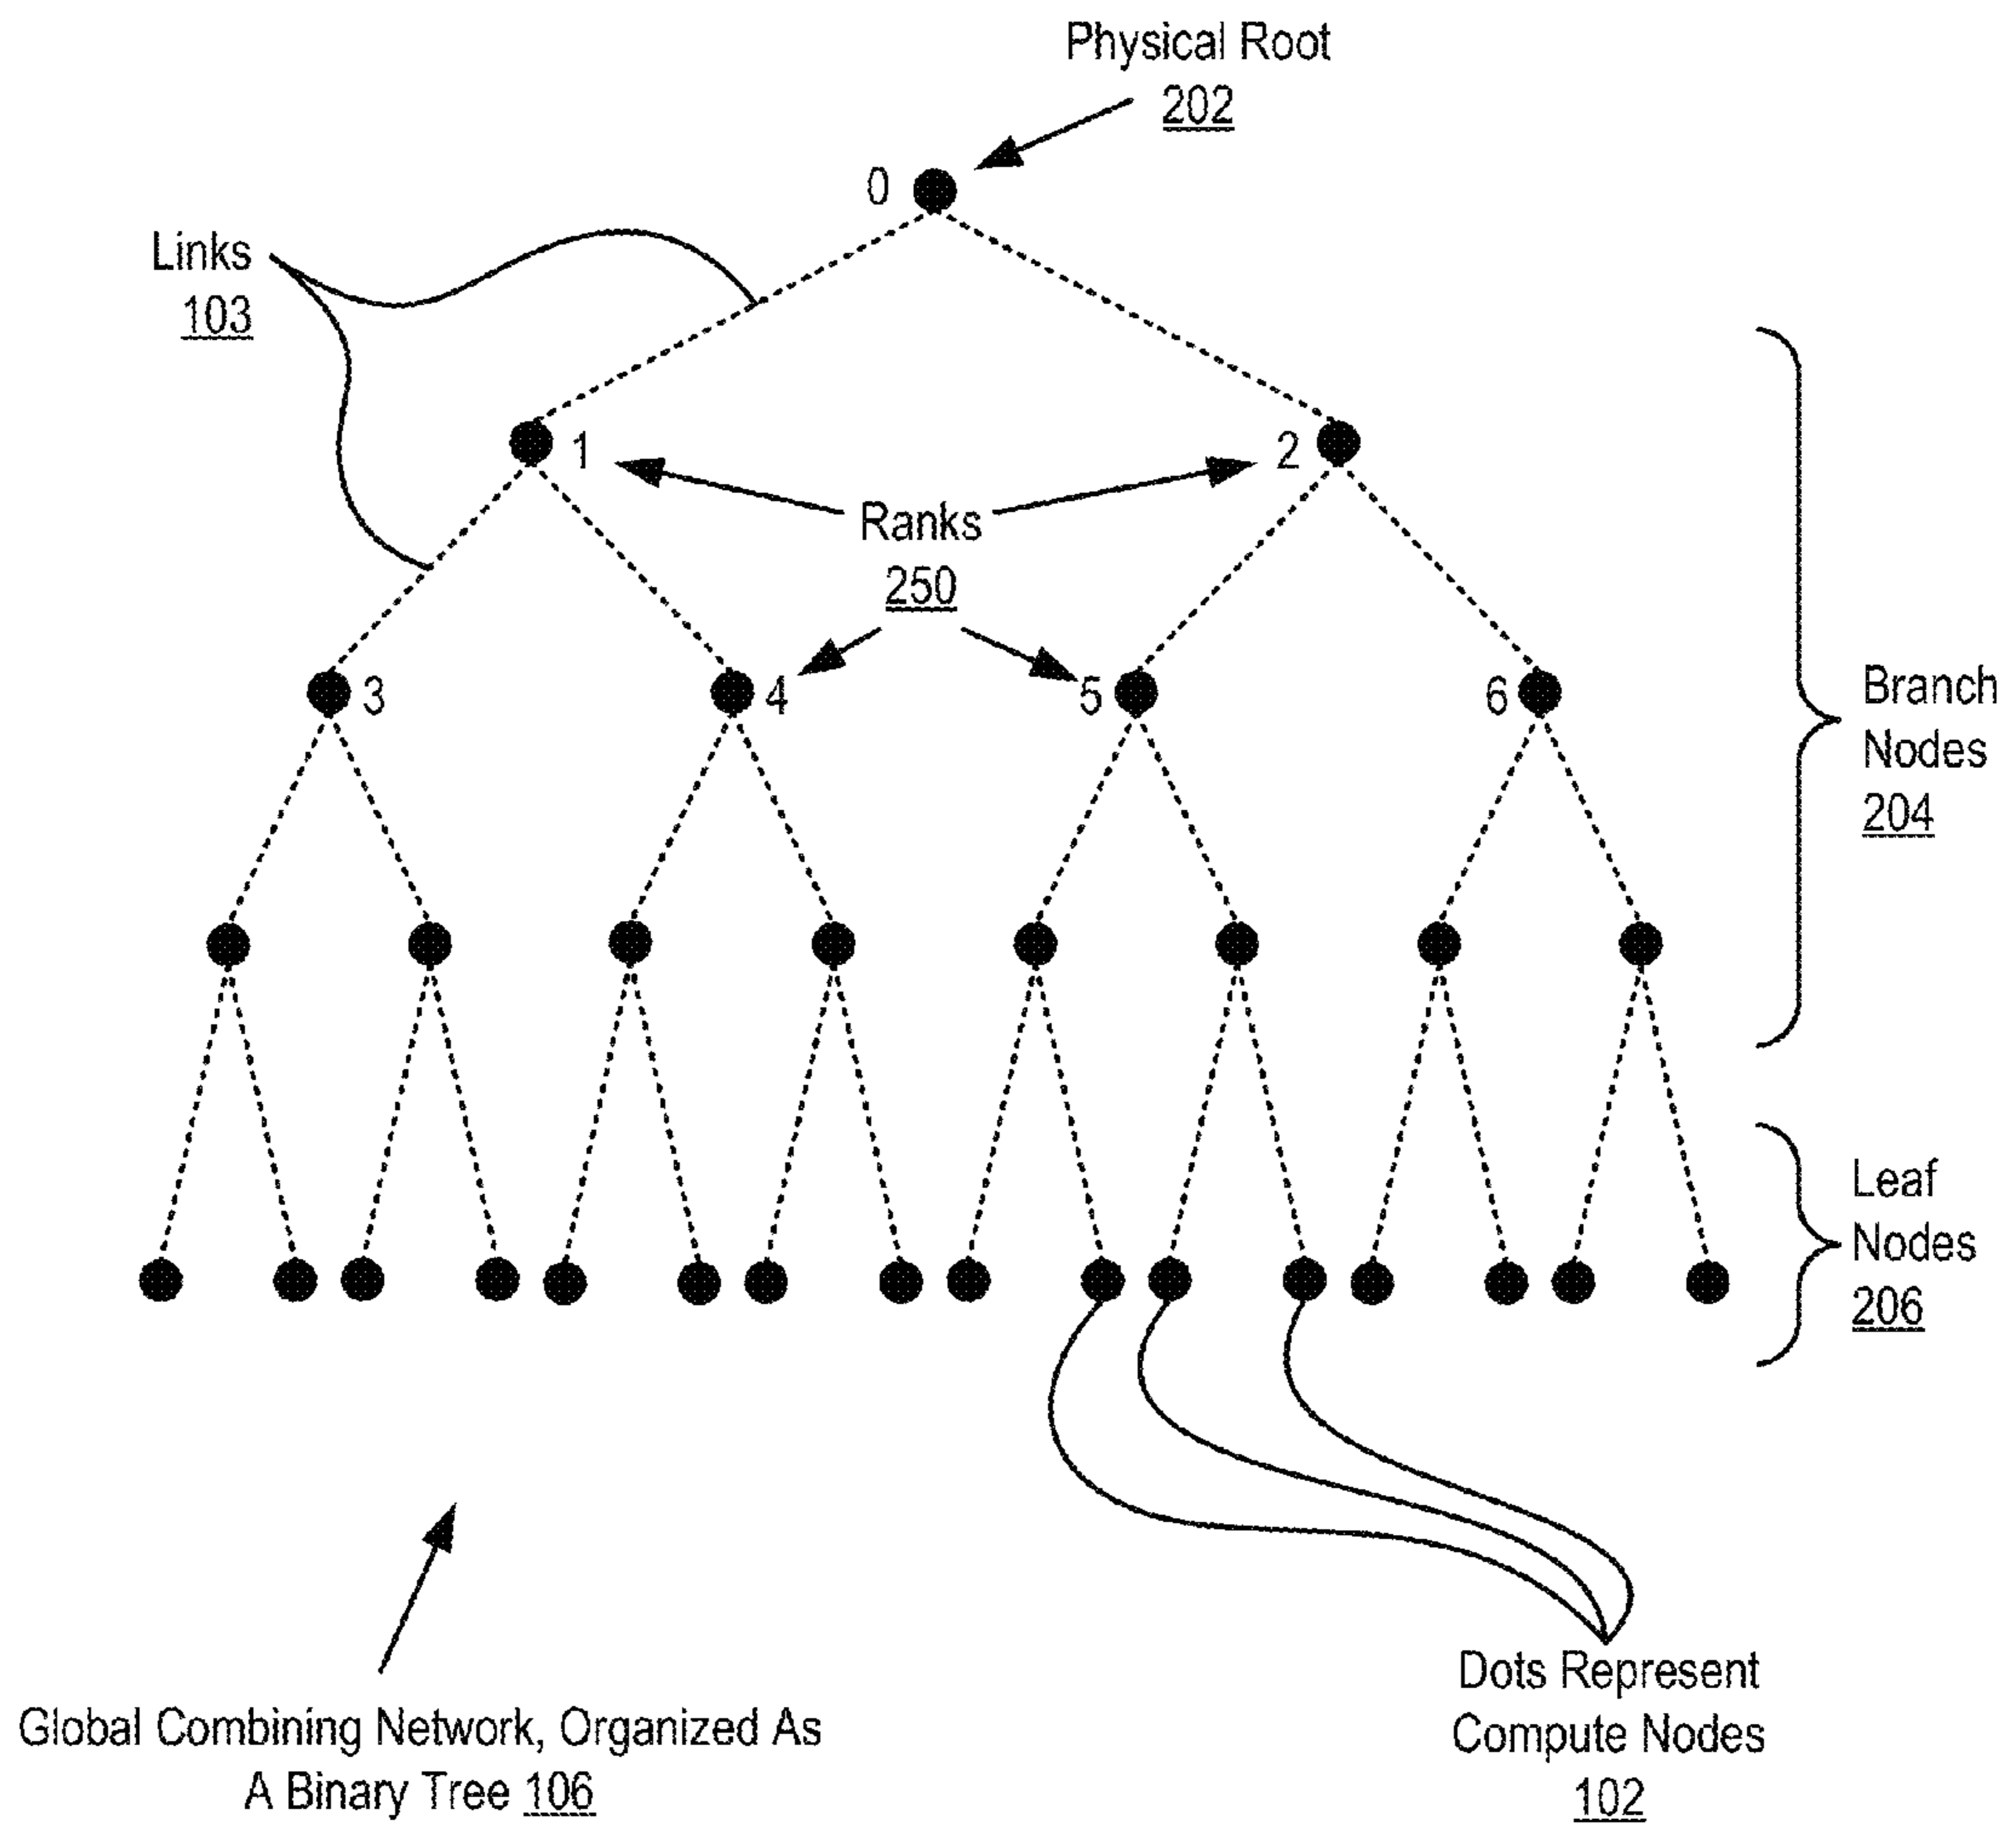 Physical Root
202
0
Links
103
1
2
Ranks
250
3
4
5
6
Branch
Nodes
204
Leaf
Nodes
206
Dots Represent
Compute Nodes
102
Global Combining Network, Organized As
A Binary Tree 106